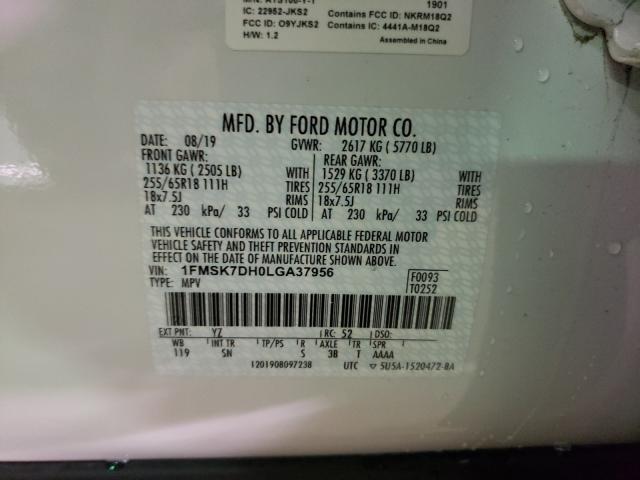 1901
IC: 22952-JKS2 Contains FCC ID: NKRM18Q2
FCC ID: O9YJKS2 Contains IC: 4441A-M18Q2
H/W: 1.2 Assembled in China
MFD. BY FORD MOTOR CO.
DATE: 08/19 GVWR: 2617 KG ( 5770 LB)
FRONT GAWR: REAR GAWR:
1136 KG ( 2505 LB) WITH 1529 KG ( 3370 LB) WITH
255/65R18 111H TIRES 255/65R18 111H TIRES
18x7.5J RIMS 18x7.5J RIMS
AT 230 kPa/ 33 PSI COLD AT 230 kPa/ 33 PSI COLD
THIS VEHICLE CONFORMS TO ALL APPLICABLE FEDERAL MOTOR
VEHICLE SAFETY AND THEFT PREVENTION STANDARDS IN
EFFECT ON THE DATE OF MANUFACTURE SHOWN ABOVE.
VIN: 1FMSK7DH0LGA37956 F0093
TYPE: MPV T0252
EXT PNT: YZ RC: 52 DSO:
WB INT TR TP/PS R AXLE TR SPR
119 SN S 3B T AAAA
1201908097238 UTC ▽ 5U5A-1520472-BA